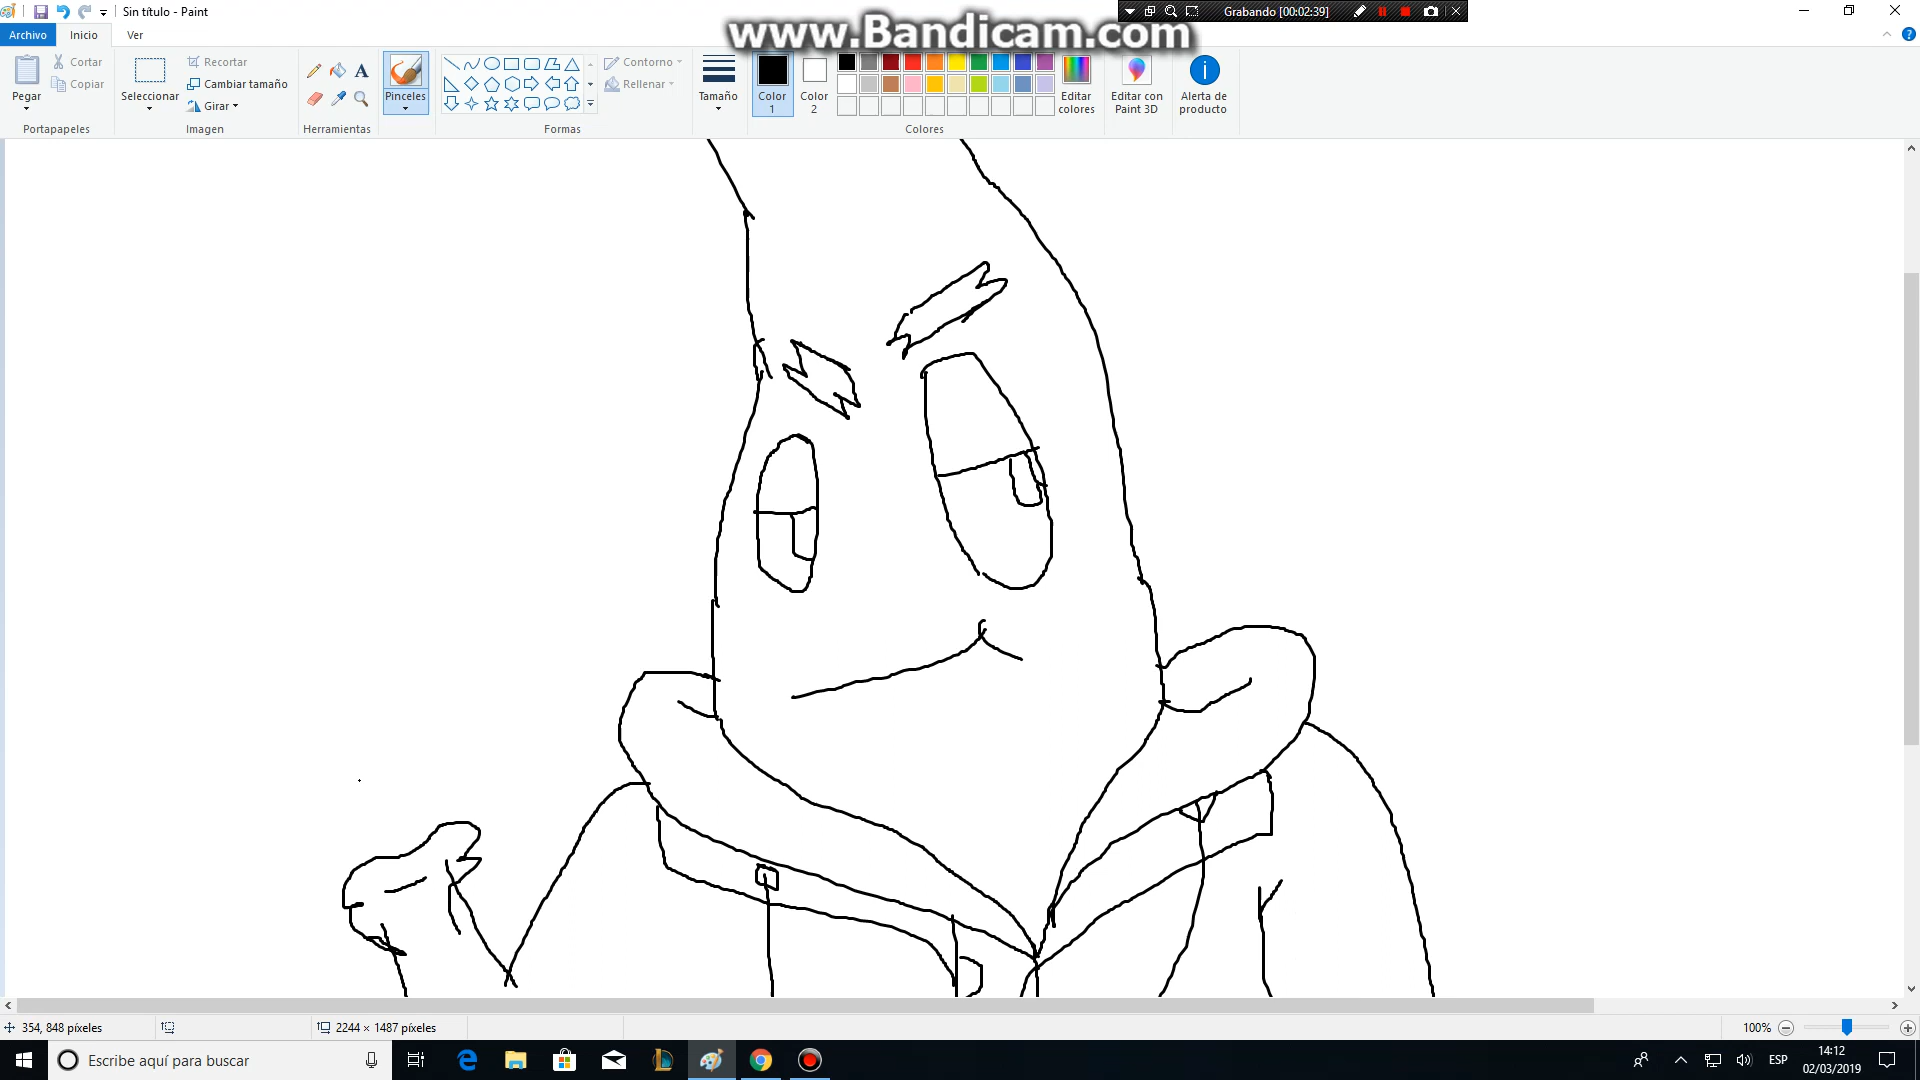 Sin título - Paint
www.Bandicam.com
Grabando [00:02:39]
Archivo
Inicio
Ver
Pegar
Cortar
Copiar
Portapapeles
Seleccionar
Recortar
Cambiar tamaño
Girar
Imagen
Herramientas
Pinceles
Contorno
Rellenar
Formas
Tamaño
Color
1
Color
2
Editar
colores
Colores
Editar con
Paint 3D
Alerta de
producto
354, 848 píxeles
2244 × 1487 píxeles
100%
Escribe aquí para buscar
ESP
14:12
02/03/2019